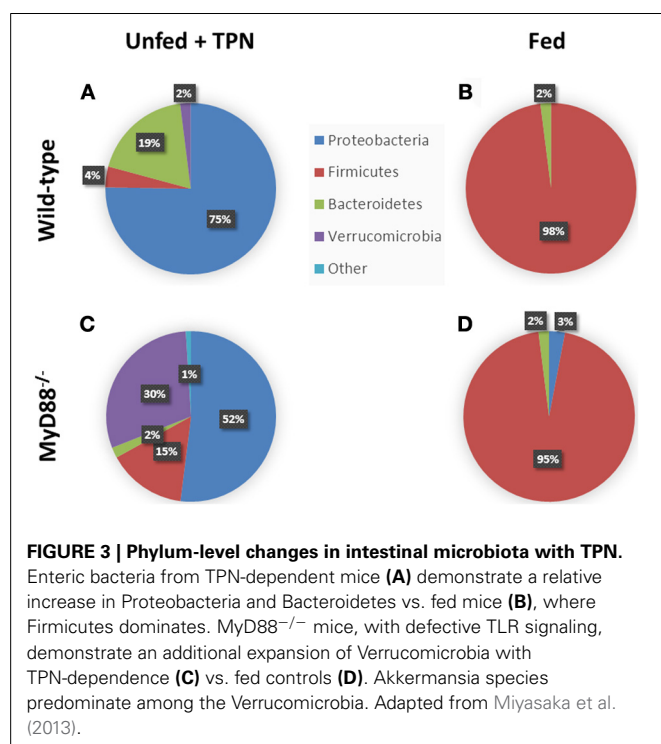 Unfed + TPN
Fed
Wild-type
A
2%
19%
4%
75%
Proteobacteria
Firmicutes
Bacteroidetes
Verrucomicrobia
Other
B
2%
98%
MyD88-/-
C
1%
30%
52%
2%
15%
D
2%
3%
95%
FIGURE 3 | Phylum-level changes in intestinal microbiota with TPN.
Enteric bacteria from TPN-dependent mice (A) demonstrate a relative
increase in Proteobacteria and Bacteroidetes vs. fed mice (B), where
Firmicutes dominates. MyD88−/− mice, with defective TLR signaling,
demonstrate an additional expansion of Verrucomicrobia with
TPN-dependence (C) vs. fed controls (D). Akkermansia species
predominate among the Verrucomicrobia. Adapted from Miyasaka et al.
(2013).